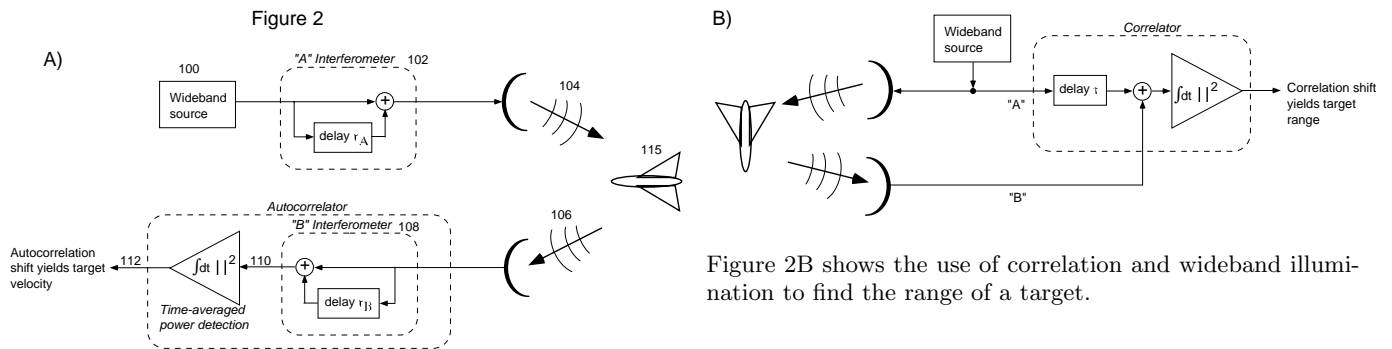 Figure 2
A)
100
Wideband
source
"A" Interferometer
102
+
delay τA
104
115
106
Autocorrelator
"B" Interferometer
108
+
delay τB
110
∫dt | |²
112
Autocorrelation
shift yields target
velocity
Time-averaged
power detection
B)
Wideband
source
Correlator
"A"
delay τ
+
∫dt | |²
Correlation shift
yields target
range
"B"
Figure 2B shows the use of correlation and wideband illumi-
nation to find the range of a target.